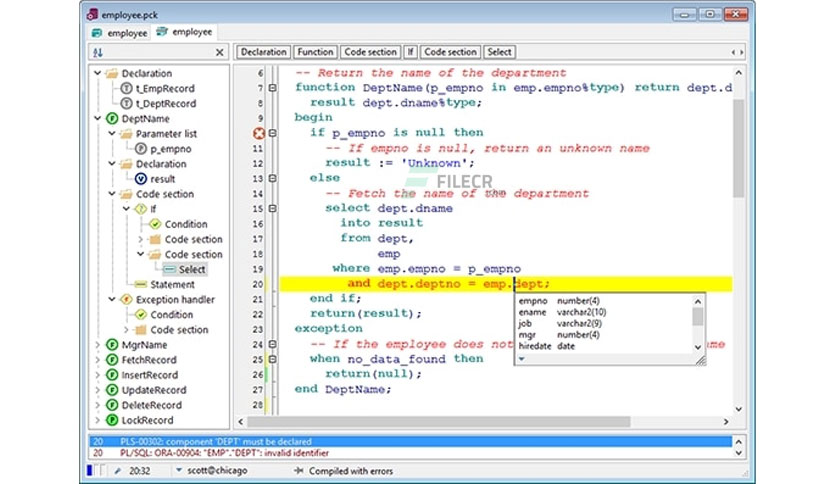 employee.pck
employee
employee
Declaration
Function
Code section
If
Code section
Select
Declaration
t_EmpRecord
t_DeptRecord
DeptName
Parameter list
p_empno
Declaration
result
Code section
If
Condition
Code section
Code section
Select
Statement
Exception handler
Condition
Code section
MgrName
FetchRecord
InsertRecord
UpdateRecord
DeleteRecord
LockRecord
6 -- Return the name of the department
7 function DeptName(p_empno in emp.empno%type) return dept.d
8 result dept.dname%type;
9 begin
if p_empno is null then
11 -- If empno is null, return an unknown name
12 result := 'Unknown';
13 else
FILECR
14 -- Fetch the name of the department
15 select dept.dname
16 into result
17 from dept,
18 emp
19 where emp.empno = p_empno
20 and dept.deptno = emp.dept;
21 end if;
22 return(result);
23 exception
24 -- If the employee does not
25 when no_data_found then
26 return(null);
27 end DeptName;
28
empno number(4)
ename varchar2(10)
job varchar2(9)
mgr number(4)
hiredate date
20 PLS-00302: component 'DEPT' must be declared
20 PL/SQL: ORA-00904: "EMP"."DEPT": invalid identifier
20:32
scott@chicago
Compiled with errors